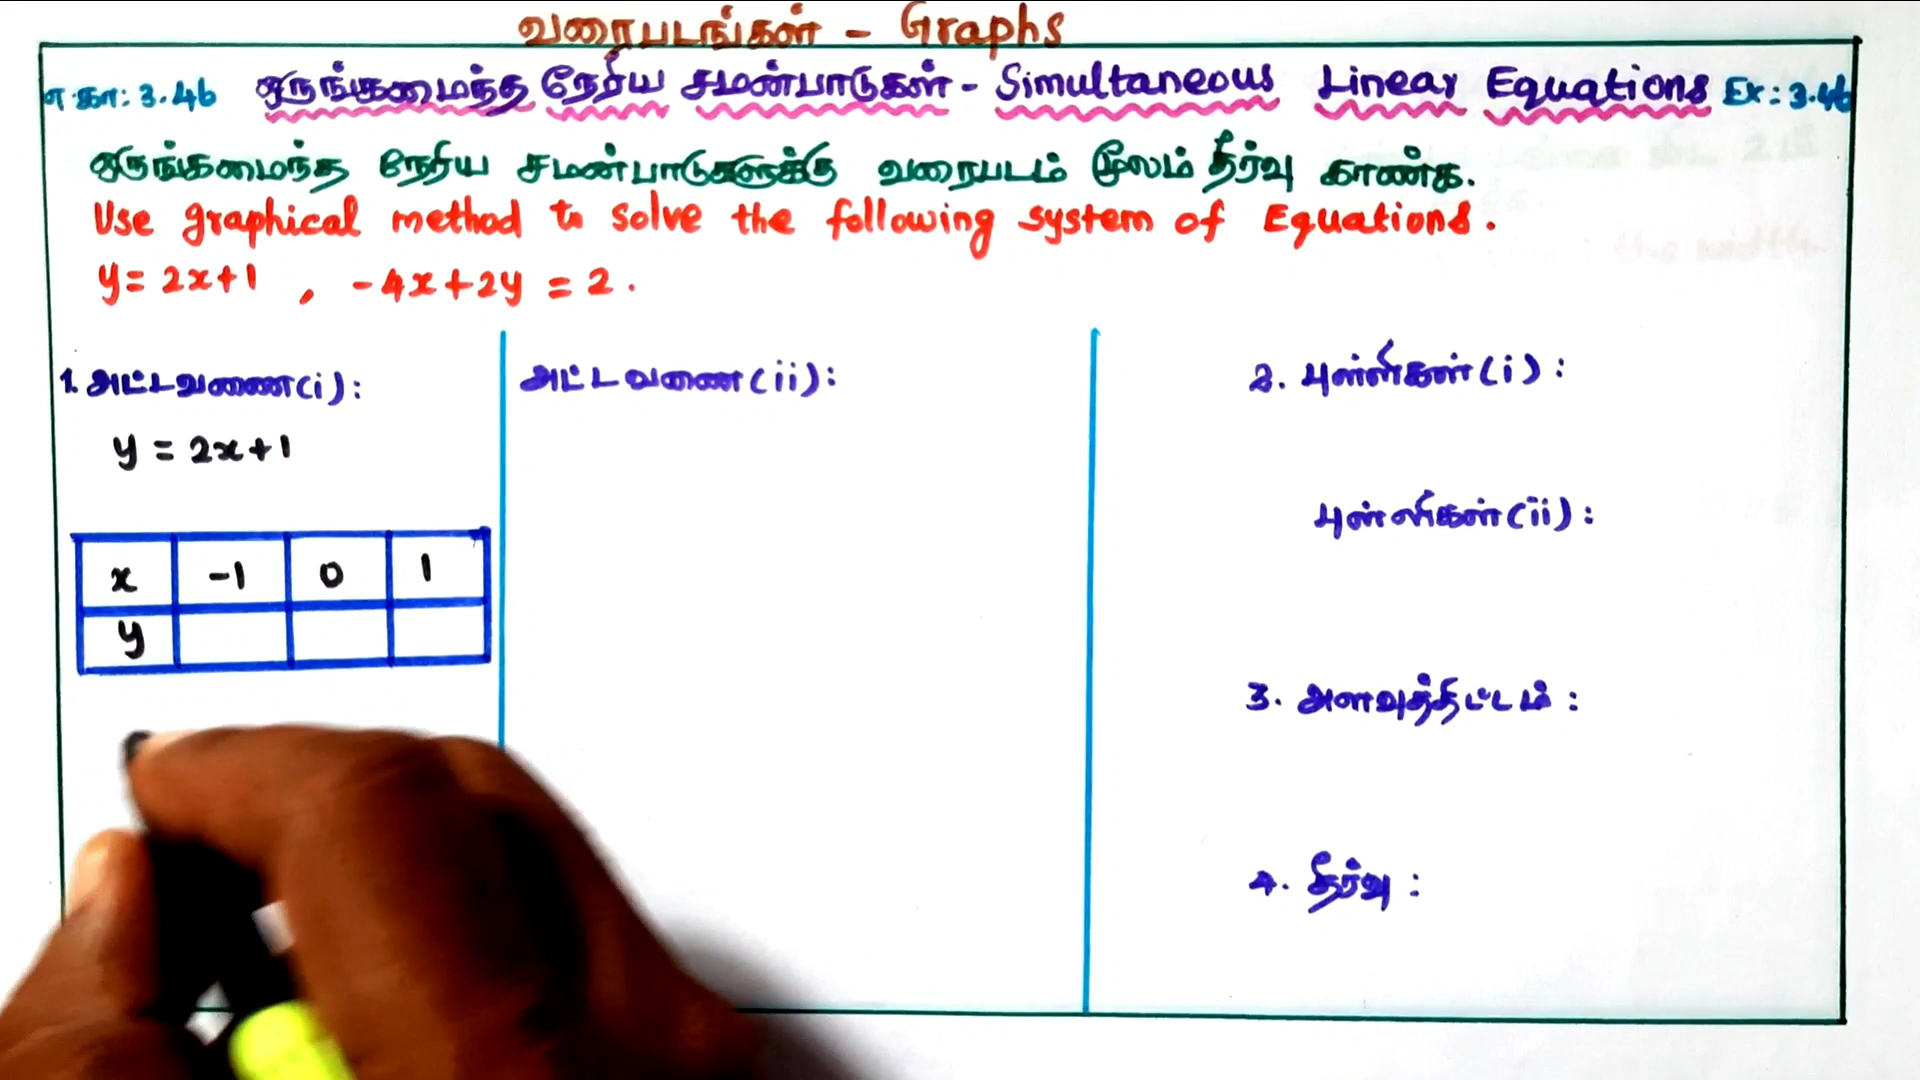 வரைபடங்கள் - Graphs
எ.கா: 3.46 ஒருங்கமைந்த நேரிய சமன்பாடுகள் - Simultaneous Linear Equations Ex: 3.46
ஒருங்கமைந்த நேரிய சமன்பாடுகளுக்கு வரைபடம் மூலம் தீர்வு காண்க.
Use graphical method to solve the following system of Equations.
y = 2x+1 , -4x+2y = 2.
1. அட்டவணை(i):
y = 2x+1
x -1 0 1
y
அட்டவணை(ii):
2. புள்ளிகள்(i):
புள்ளிகள்(ii):
3. அளவுத்திட்டம்:
4. தீர்வு: